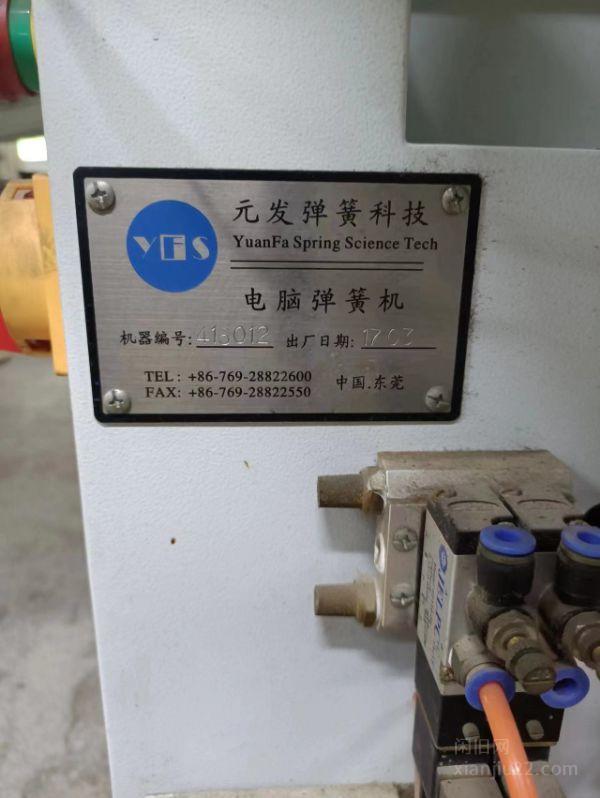 YFS
元发弹簧科技
YuanFa Spring Science Tech
电脑弹簧机
机器编号: 出厂日期: 1703
TEL: +86-769-28822600 中国.东莞
FAX: +86-769-28822550
闲旧网
xianjiu22.com